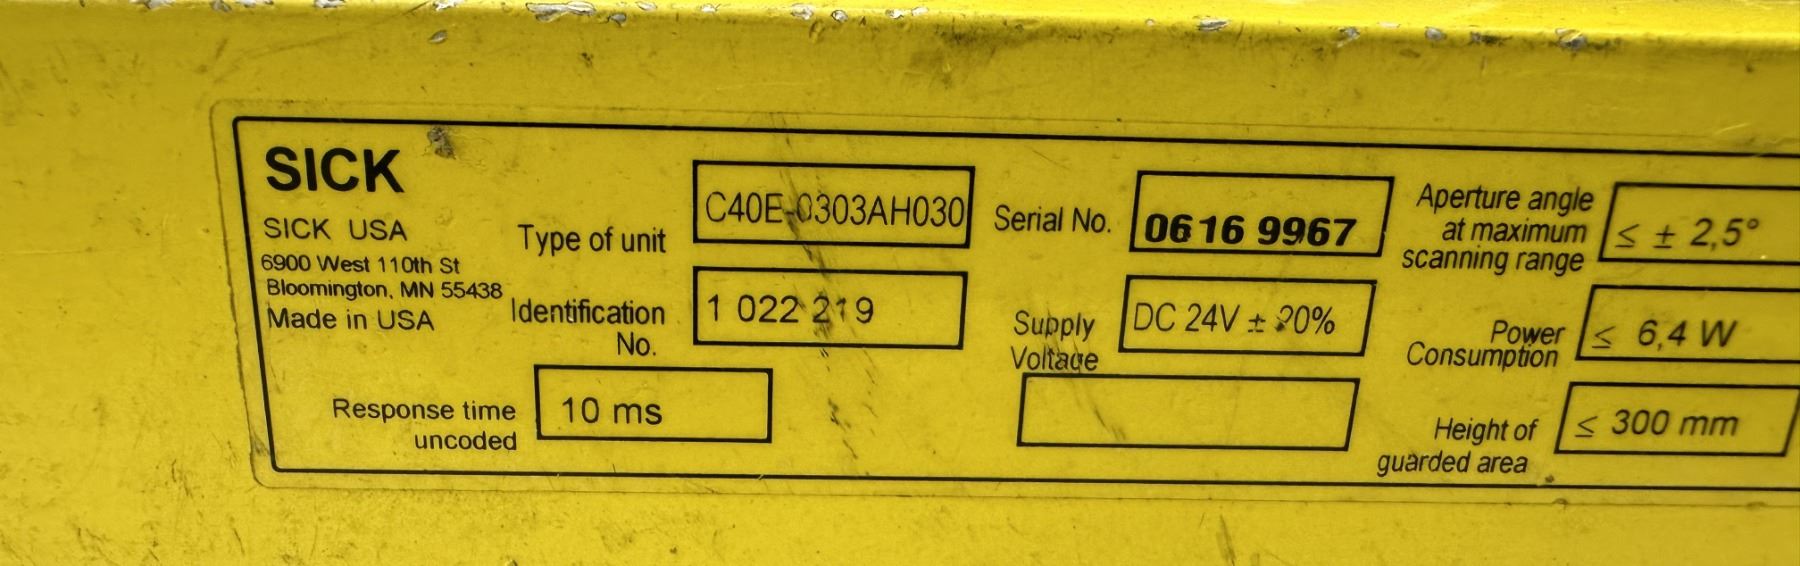 SICK
SICK USA
6900 West 110th St
Bloomington, MN 55438
Made in USA
Type of unit
C40E-0303AH030
Identification
No.
1 022 219
Response time
uncoded
10 ms
Serial No.
0616 9967
Supply
Voltage
DC 24V ± 20%
Aperture angle
at maximum
scanning range
≤ ± 2,5°
Power
Consumption
≤ 6,4 W
Height of
guarded area
≤ 300 mm